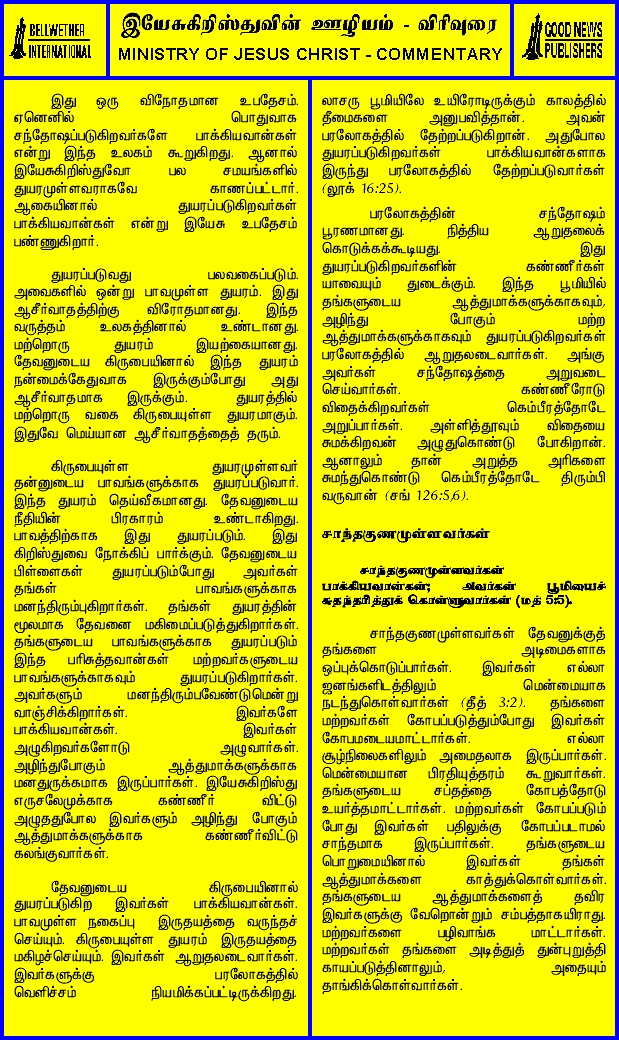 BELLWETHER
INTERNATIONAL
இயேசுகிறிஸ்துவின் ஊழியம் - விரிவுரை
MINISTRY OF JESUS CHRIST - COMMENTARY
GOOD NEWS
PUBLISHERS
இது ஒரு விநோதமான உபதேசம்.
ஏனெனில் பொதுவாக
சந்தோஷப்படுகிறவர்களே பாக்கியவான்கள்
என்று இந்த உலகம் கூறுகிறது. ஆனால்
இயேசுகிறிஸ்துவோ பல சமயங்களில்
துயரமுள்ளவராகவே காணப்பட்டார்.
ஆகையினால் துயரப்படுகிறவர்கள்
பாக்கியவான்கள் என்று இயேசு உபதேசம்
பண்ணுகிறார்.
துயரப்படுவது பலவகைப்படும்.
அவைகளில் ஒன்று பாவமுள்ள துயரம். இது
ஆசீர்வாதத்திற்கு விரோதமானது. இந்த
வருத்தம் உலகத்தினால் உண்டானது.
மற்றொரு துயரம் இயற்கையானது.
தேவனுடைய கிருபையினால் இந்த துயரம்
நன்மைக்கேதுவாக இருக்கும்போது அது
ஆசீர்வாதமாக இருக்கும். துயரத்தில்
மற்றொரு வகை கிருபையுள்ள துயரமாகும்.
இதுவே மெய்யான ஆசீர்வாதத்தைத் தரும்.
கிருபையுள்ள துயரமுள்ளவர்
தன்னுடைய பாவங்களுக்காக துயரப்படுவார்.
இந்த துயரம் தெய்வீகமானது. தேவனுடைய
நீதியின் பிரகாரம் உண்டாகிறது.
பாவத்திற்காக இது துயரப்படும். இது
கிறிஸ்துவை நோக்கிப் பார்க்கும். தேவனுடைய
பிள்ளைகள் துயரப்படும்போது அவர்கள்
தங்கள் பாவங்களுக்காக
மனந்திரும்புகிறார்கள். தங்கள் துயரத்தின்
மூலமாக தேவனை மகிமைப்படுத்துகிறார்கள்.
தங்களுடைய பாவங்களுக்காக துயரப்படும்
இந்த பரிசுத்தவான்கள் மற்றவர்களுடைய
பாவங்களுக்காகவும் துயரப்படுகிறார்கள்.
அவர்களும் மனந்திரும்பவேண்டுமென்று
வாஞ்சிக்கிறார்கள். இவர்களே
பாக்கியவான்கள். இவர்கள்
அழுகிறவர்களோடு அழுவார்கள்.
அழிந்துபோகும் ஆத்துமாக்களுக்காக
மனதுருக்கமாக இருப்பார்கள். இயேசுகிறிஸ்து
எருசலேமுக்காக கண்ணீர் விட்டு
அழுததுபோல இவர்களும் அழிந்து போகும்
ஆத்துமாக்களுக்காக கண்ணீர்விட்டு
கலங்குவார்கள்.
தேவனுடைய கிருபையினால்
துயரப்படுகிற இவர்கள் பாக்கியவான்கள்.
பாவமுள்ள நகைப்பு இருதயத்தை வருந்தச்
செய்யும். கிருபையுள்ள துயரம் இருதயத்தை
மகிழச்செய்யும். இவர்கள் ஆறுதலடைவார்கள்.
இவர்களுக்கு பரலோகத்தில்
வெளிச்சம் நியமிக்கப்பட்டிருக்கிறது.
லாசரு பூமியிலே உயிரோடிருக்கும் காலத்தில்
தீமைகளை அனுபவித்தான். அவன்
பரலோகத்தில் தேற்றப்படுகிறான். அதுபோல
துயரப்படுகிறவர்கள் பாக்கியவான்களாக
இருந்து பரலோகத்தில் தேற்றப்படுவார்கள்
(லூக் 16:25).
பரலோகத்தின் சந்தோஷம்
பூரணமானது. நித்திய ஆறுதலைக்
கொடுக்கக்கூடியது. இது
துயரப்படுகிறவர்களின் கண்ணீர்கள்
யாவையும் துடைக்கும். இந்த பூமியில்
தங்களுடைய ஆத்துமாக்களுக்காகவும்,
அழிந்து போகும் மற்ற
ஆத்துமாக்களுக்காகவும் துயரப்படுகிறவர்கள்
பரலோகத்தில் ஆறுதலடைவார்கள். அங்கு
அவர்கள் சந்தோஷத்தை அறுவடை
செய்வார்கள். கண்ணீரோடு
விதைக்கிறவர்கள் கெம்பீரத்தோடே
அறுப்பார்கள். அள்ளித்தூவும் விதையை
சுமக்கிறவன் அழுதுகொண்டு போகிறான்.
ஆனாலும் தான் அறுத்த அரிகளை
சுமந்துகொண்டு கெம்பீரத்தோடே திரும்பி
வருவான் (சங் 126:5,6).
சாந்தகுணமுள்ளவர்கள்
சாந்தகுணமுள்ளவர்கள்
பாக்கியவான்கள்; அவர்கள் பூமியைச்
சுதந்தரித்துக் கொள்ளுவார்கள் (மத் 5:5).
சாந்தகுணமுள்ளவர்கள் தேவனுக்குத்
தங்களை அடிமைகளாக
ஒப்புக்கொடுப்பார்கள். இவர்கள் எல்லா
ஜனங்களிடத்திலும் மென்மையாக
நடந்துகொள்வார்கள் (தீத் 3:2). தங்களை
மற்றவர்கள் கோபப்படுத்தும்போது இவர்கள்
கோபமடையமாட்டார்கள். எல்லா
சூழ்நிலைகளிலும் அமைதலாக இருப்பார்கள்.
மென்மையான பிரதியுத்தரம் கூறுவார்கள்.
தங்களுடைய சப்தத்தை கோபத்தோடு
உயர்த்தமாட்டார்கள். மற்றவர்கள் கோபப்படும்
போது இவர்கள் பதிலுக்கு கோபப்படாமல்
சாந்தமாக இருப்பார்கள். தங்களுடைய
பொறுமையினால் இவர்கள் தங்கள்
ஆத்துமாக்களை காத்துக்கொள்வார்கள்.
தங்களுடைய ஆத்துமாக்களைத் தவிர
இவர்களுக்கு வேறொன்றும் சம்பத்தாகயிராது.
மற்றவர்களை பழிவாங்க மாட்டார்கள்.
மற்றவர்கள் தங்களை அடித்துத் துன்புறுத்தி
காயப்படுத்தினாலும், அதையும்
தாங்கிக்கொள்வார்கள்.